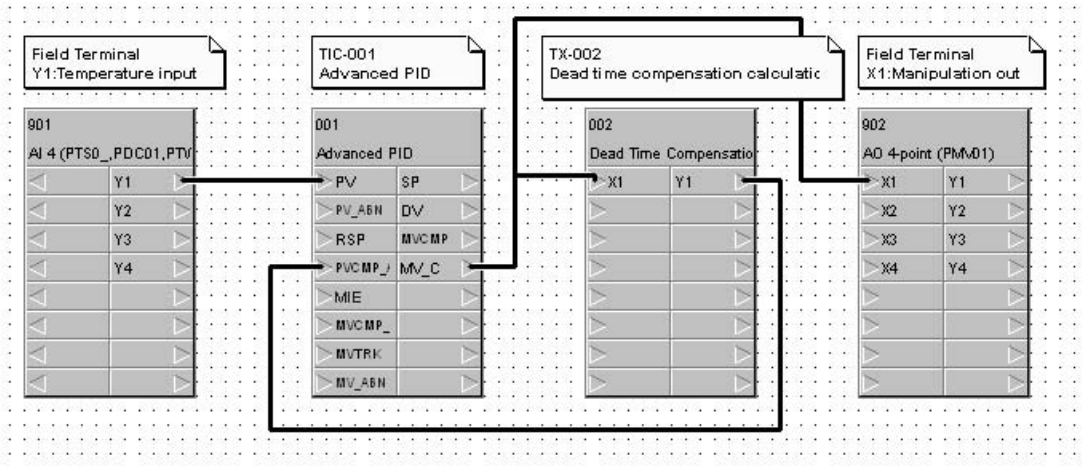 Field Terminal
Y1:Temperature input
TIC-001
Advanced PID
TX-002
Dead time compensation calculatic
Field Terminal
X1:Manipulation out
901
AI 4 (PTS0_,PDC01,PTV
Y1
Y2
Y3
Y4
001
Advanced PID
PV SP
PV_ABN DV
RSP MVCMP
PVCMP_/ MV_C
MIE
MVCMP_
MVTRK
MV_ABN
002
Dead Time Compensatio
X1 Y1
902
AO 4-point (PMV01)
X1 Y1
X2 Y2
X3 Y3
X4 Y4